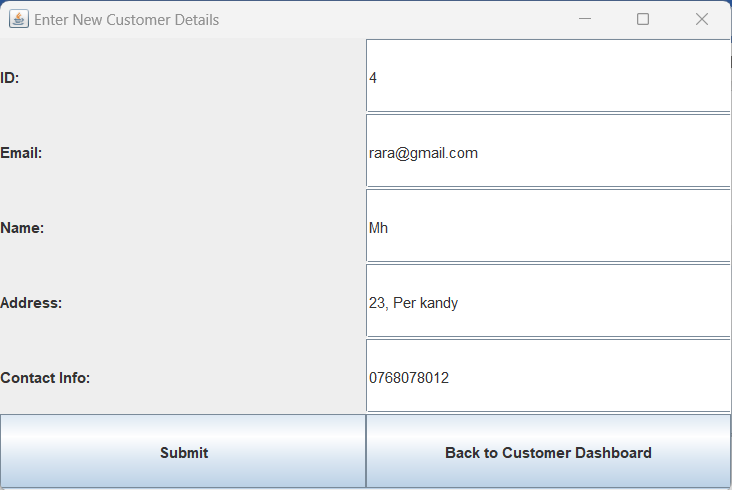 Enter New Customer Details
ID: 4
Email: rara@gmail.com
Name: Mh
Address: 23, Per kandy
Contact Info: 0768078012
Submit Back to Customer Dashboard